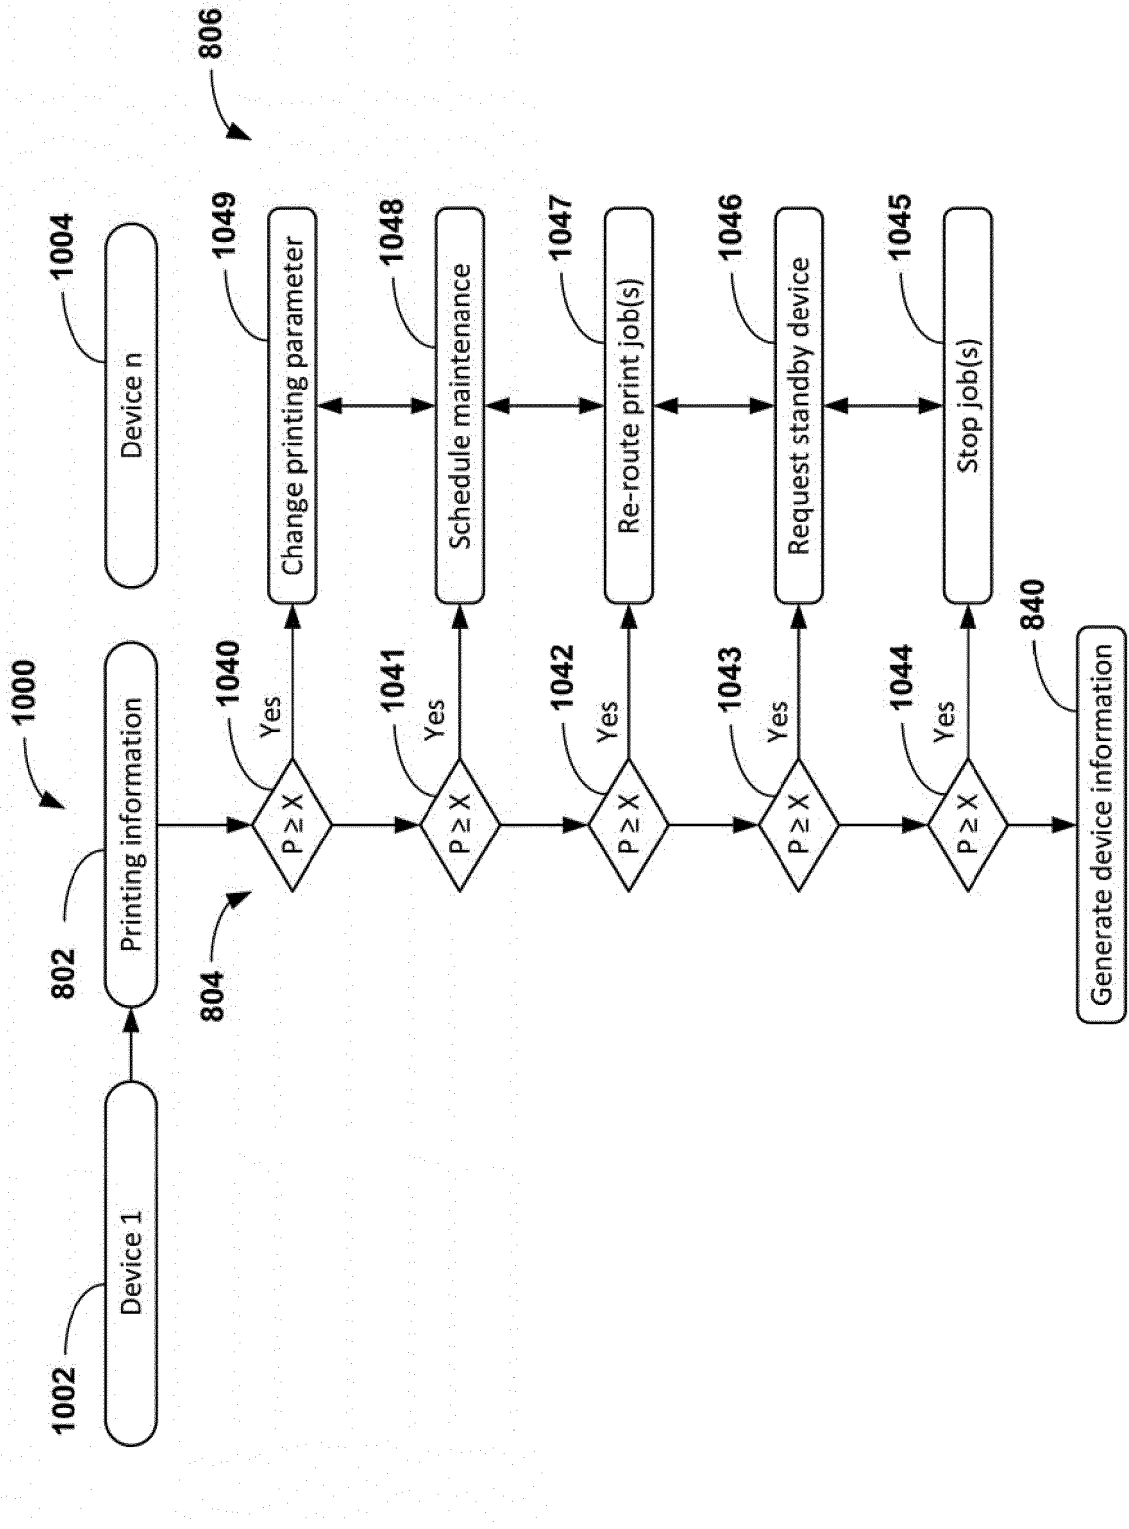 1000
806
1002
802
1004
Device 1
Printing information
Device n
804
1040
1049
P ≥ X
Yes
Change printing parameter
1041
1048
P ≥ X
Yes
Schedule maintenance
1042
1047
P ≥ X
Yes
Re-route print job(s)
1043
1046
P ≥ X
Yes
Request standby device
1044
1045
P ≥ X
Yes
Stop job(s)
840
Generate device information